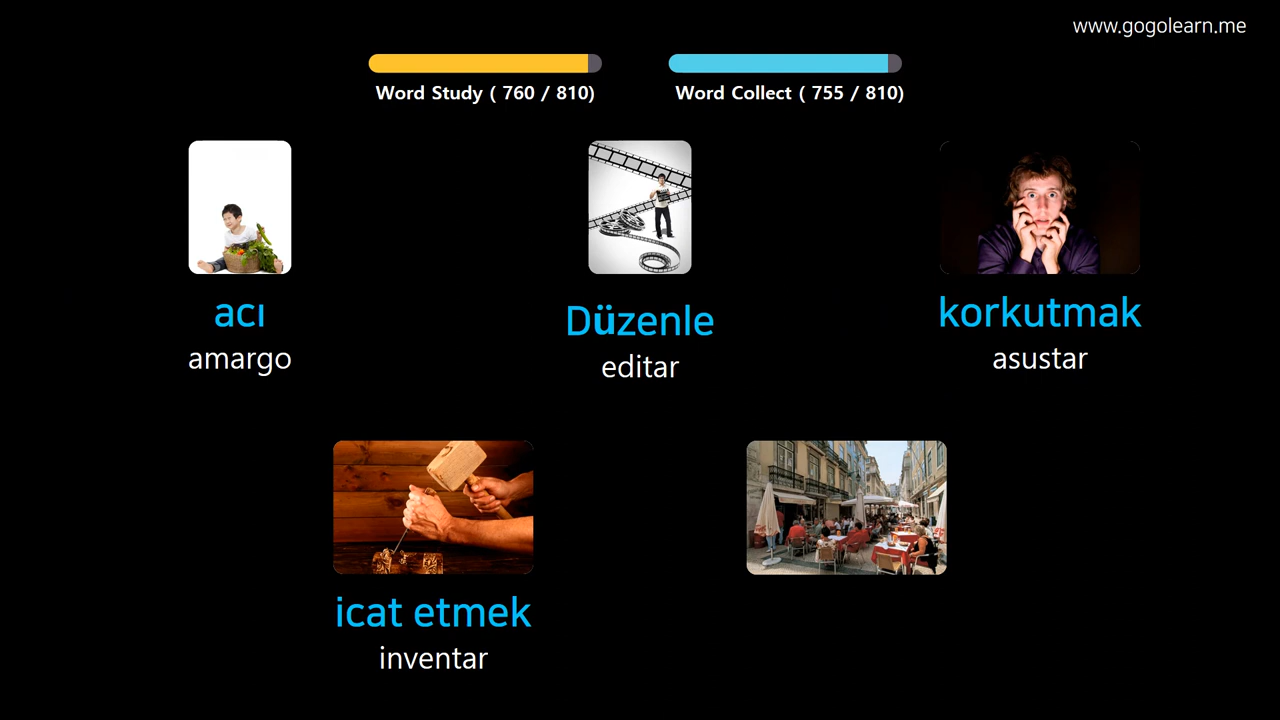 www.gogolearn.me
Word Study ( 760 / 810)
Word Collect ( 755 / 810)
acı
amargo
Düzenle
editar
korkutmak
asustar
icat etmek
inventar